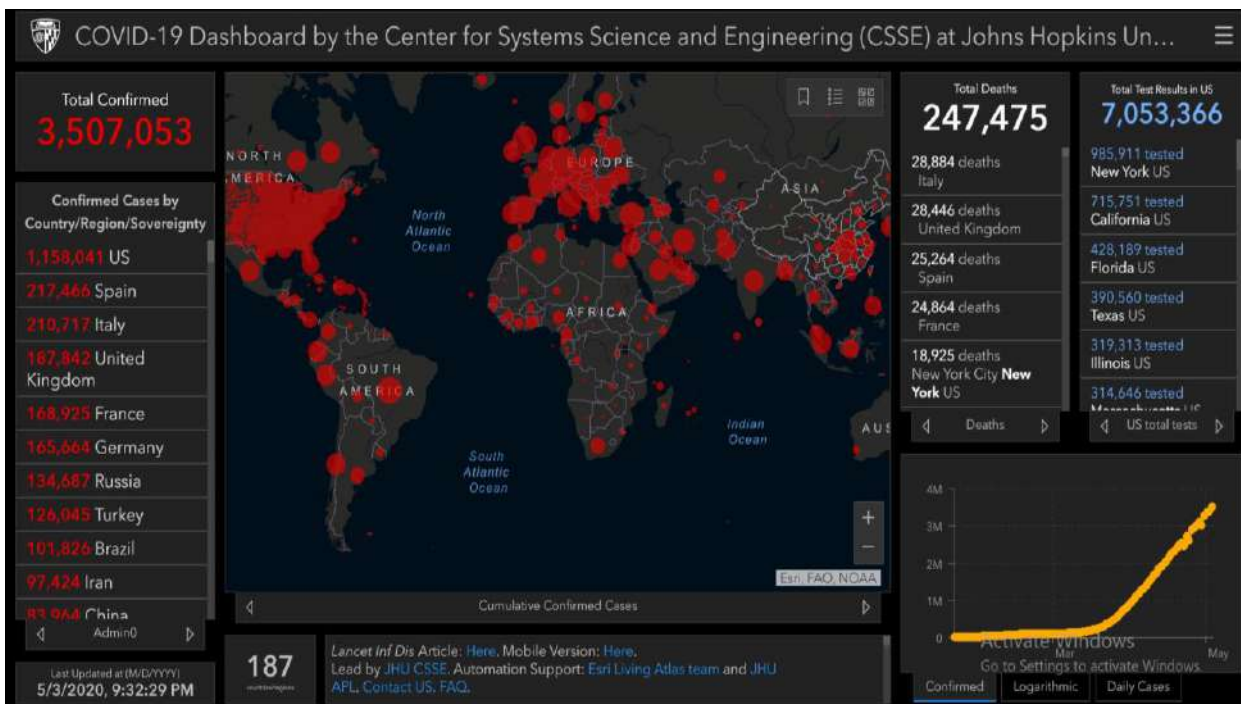 COVID-19 Dashboard by the Center for Systems Science and Engineering (CSSE) at Johns Hopkins Un...
Total Confirmed
3,507,053
Confirmed Cases by
Country/Region/Sovereignty
1,158,041 US
217,466 Spain
210,717 Italy
187,842 United
Kingdom
168,925 France
165,664 Germany
134,687 Russia
126,045 Turkey
101,826 Brazil
97,424 Iran
83,964 China
Admin0
Last Updated at (M/D/YYYY)
5/3/2020, 9:32:29 PM
NORTH
AMERICA
North
Atlantic
Ocean
EUROPE
ASIA
AFRICA
SOUTH
AMERICA
Indian
Ocean
AUS
South
Atlantic
Ocean
+
−
Esri, FAO, NOAA
Cumulative Confirmed Cases
187
countries/regions
Lancet Inf Dis Article: Here. Mobile Version: Here.
Lead by JHU CSSE. Automation Support: Esri Living Atlas team and JHU
APL. Contact US. FAQ.
Total Deaths
247,475
28,884 deaths
Italy
28,446 deaths
United Kingdom
25,264 deaths
Spain
24,864 deaths
France
18,925 deaths
New York City New
York US
Deaths
Total Test Results in US
7,053,366
985,911 tested
New York US
715,751 tested
California US
428,189 tested
Florida US
390,560 tested
Texas US
319,313 tested
Illinois US
314,646 tested
Massachusetts US
US total tests
4M
3M
2M
1M
0
Mar
May
Activate Windows
Go to Settings to activate Windows.
Confirmed
Logarithmic
Daily Cases